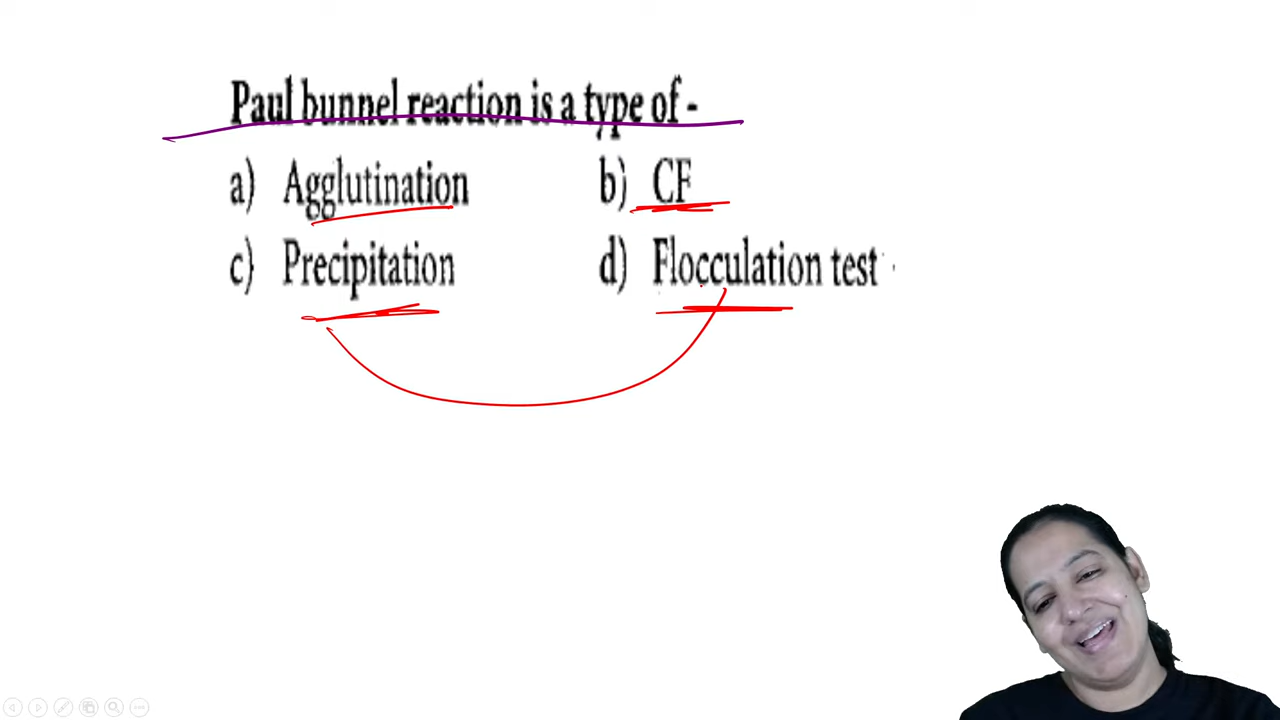 Paul bunnel reaction is a type of -
a) Agglutination b) CF
c) Precipitation d) Flocculation test